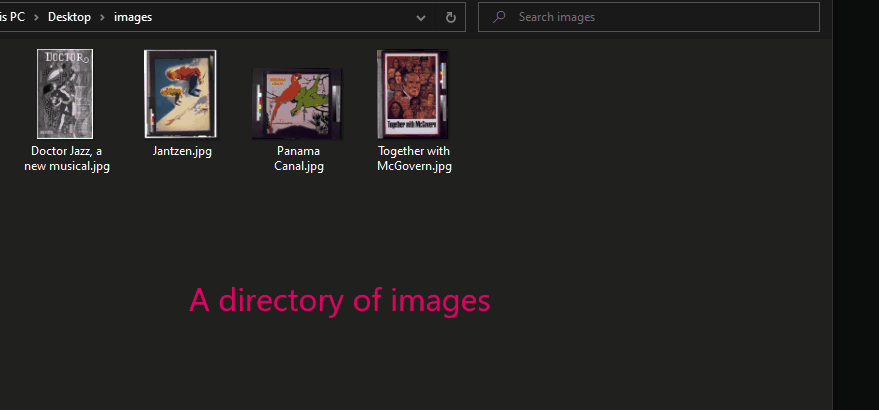 is PC > Desktop > images
Search images
DOCTOR
Together with McGovern
Doctor Jazz, a
new musical.jpg
Jantzen.jpg
Panama
Canal.jpg
Together with
McGovern.jpg
A directory of images